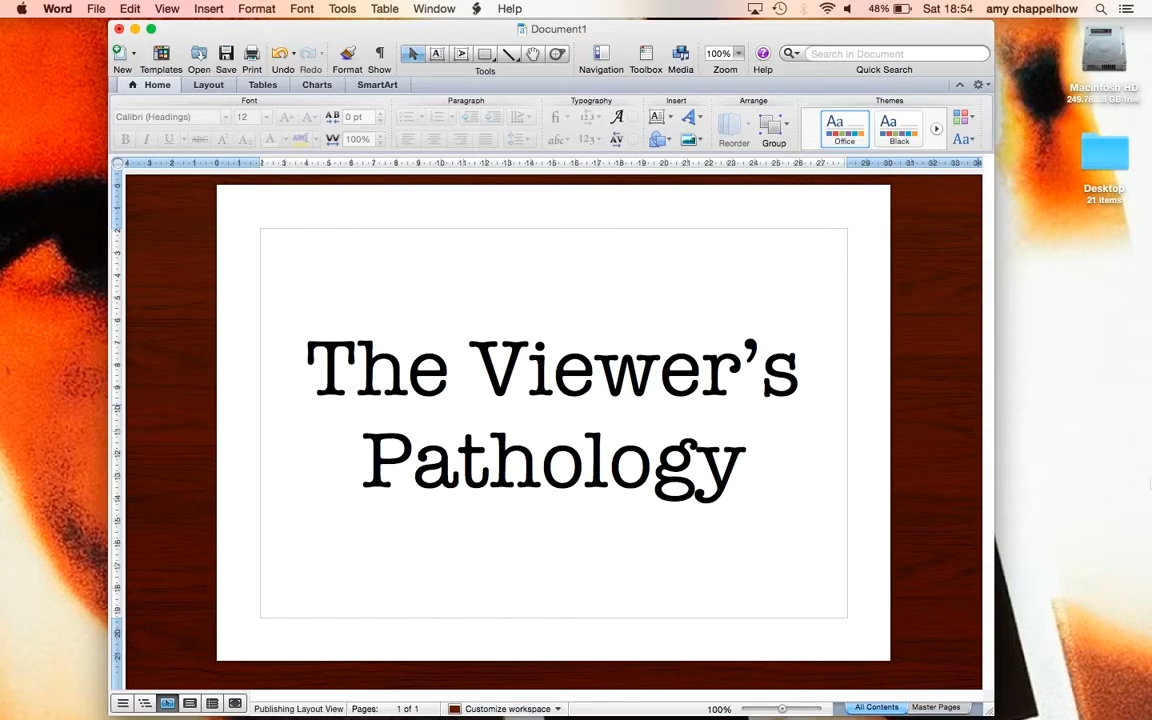 Word File Edit View Insert Format Font Tools Table Window Help 48% Sat 18:54 amy chappelhow
Document1
New Templates Open Save Print Undo Redo Format Show Tools Navigation Toolbox Media 100% Zoom Help Search in Document Quick Search
Home Layout Tables Charts SmartArt
Font Paragraph Typography Insert Arrange Themes
Calibri (Headings) 12 0 pt
100% Reorder Group Office Black
Macintosh HD
Desktop
21 items
The Viewer's
Pathology
Publishing Layout View Pages: 1 of 1 Customize workspace 100% All Contents Master Pages